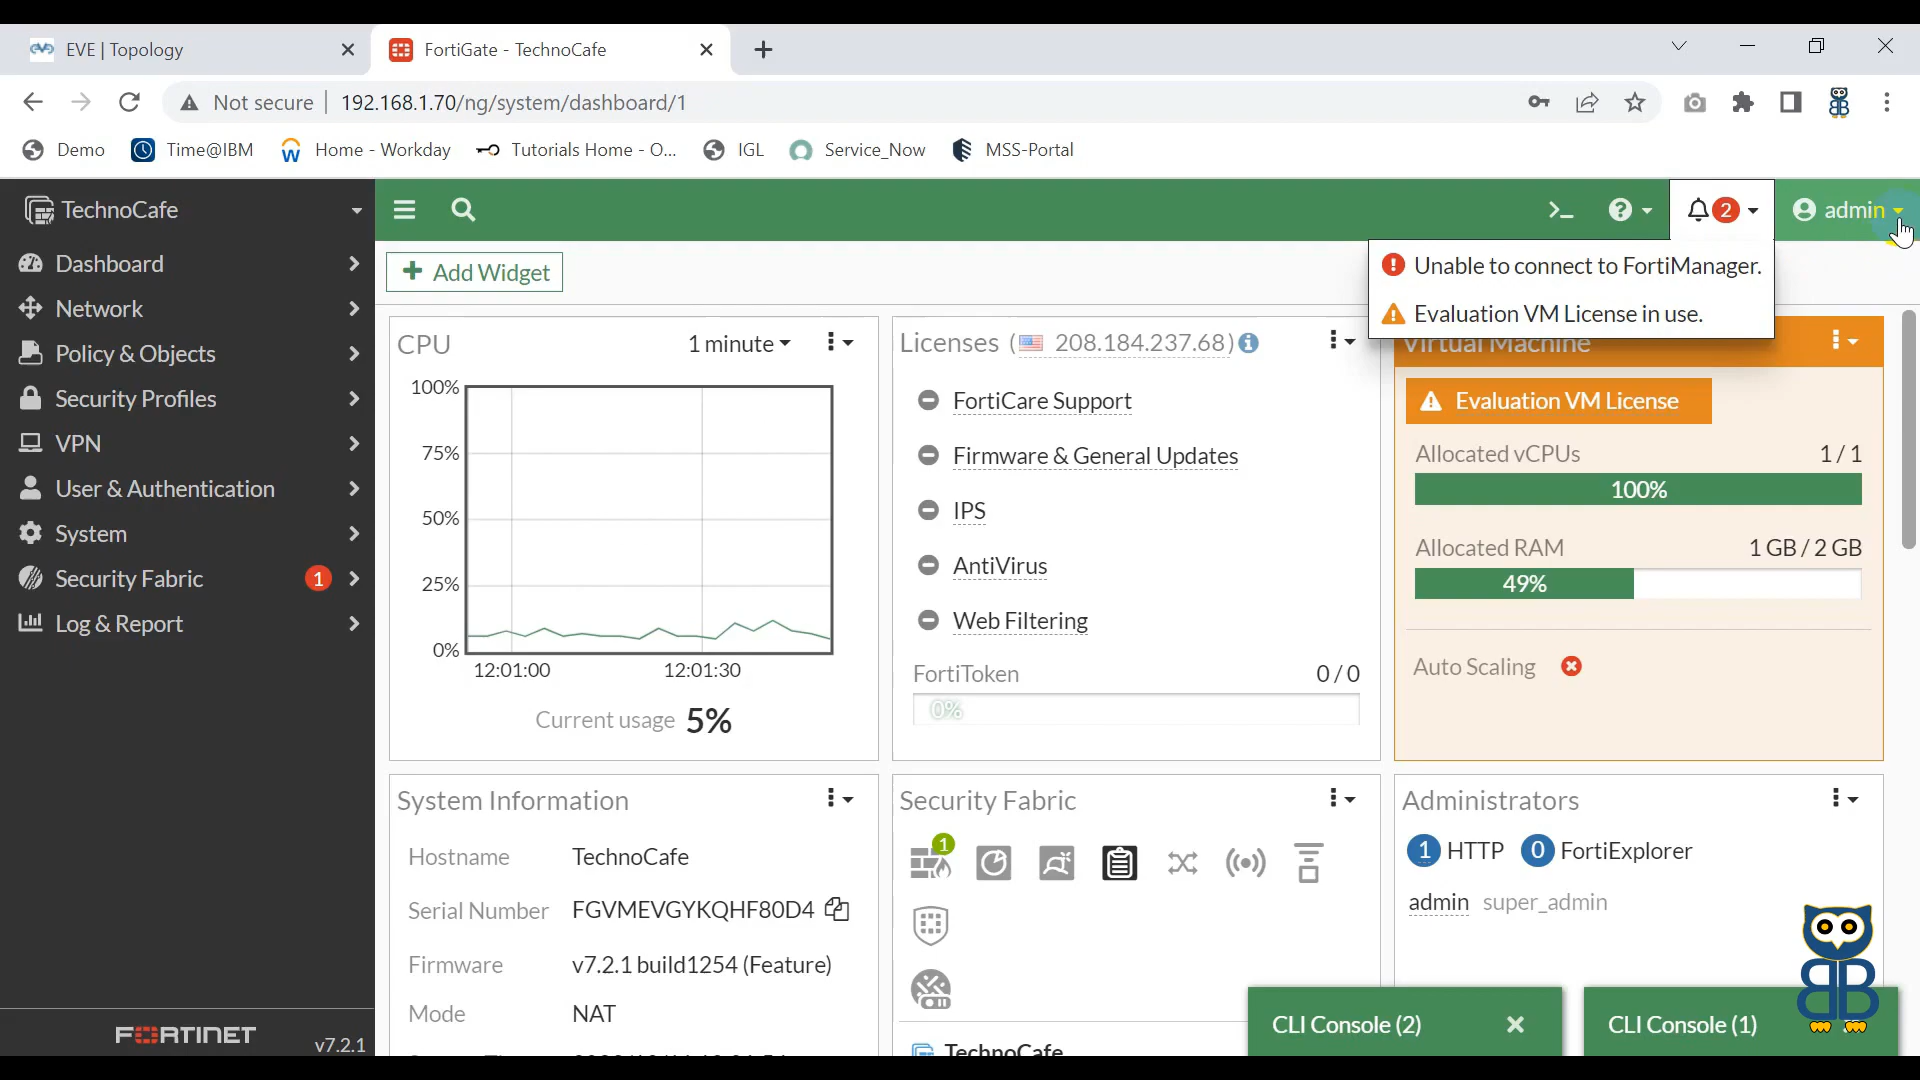 EVE | Topology
FortiGate - TechnoCafe
Not secure
192.168.1.70/ng/system/dashboard/1
Demo
Time@IBM
Home - Workday
Tutorials Home - O...
IGL
Service_Now
MSS-Portal
TechnoCafe
2
admin
Dashboard
Network
Policy & Objects
Security Profiles
VPN
User & Authentication
System
Security Fabric 1
Log & Report
FORTINET
v7.2.1
Add Widget
Unable to connect to FortiManager.
Evaluation VM License in use.
CPU
1 minute
100%
75%
50%
25%
0%
12:01:00
12:01:30
Current usage 5%
Licenses (208.184.237.68)
FortiCare Support
Firmware & General Updates
IPS
AntiVirus
Web Filtering
FortiToken 0 / 0
0%
Virtual Machine
Evaluation VM License
Allocated vCPUs 1 / 1
100%
Allocated RAM 1 GB / 2 GB
49%
Auto Scaling
System Information
Hostname TechnoCafe
Serial Number FGVMEVGYKQHF80D4
Firmware v7.2.1 build1254 (Feature)
Mode NAT
Security Fabric
1
TechnoCafe
Administrators
1 HTTP 0 FortiExplorer
admin super_admin
CLI Console (2)
CLI Console (1)